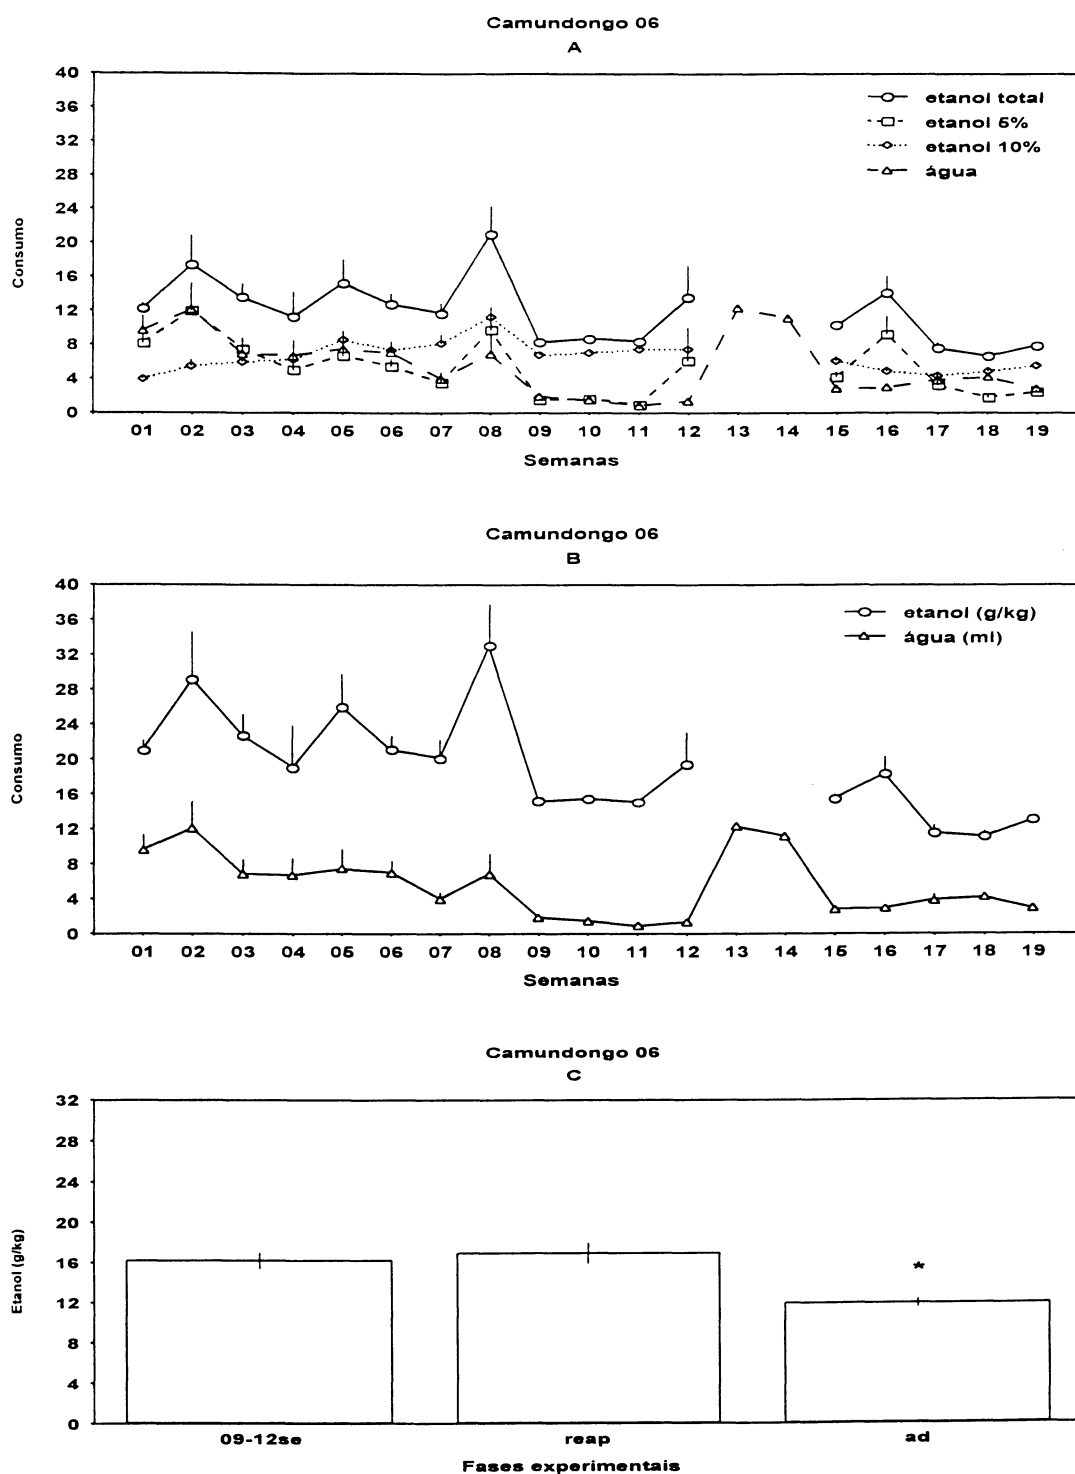 Camundongo 06
A
40
36
32
28
24
20
16
12
8
4
0
Consumo
etanol total
etanol 5%
etanol 10%
água
01 02 03 04 05 06 07 08 09 10 11 12 13 14 15 16 17 18 19
Semanas
Camundongo 06
B
40
36
32
28
24
20
16
12
8
4
0
Consumo
etanol (g/kg)
água (ml)
01 02 03 04 05 06 07 08 09 10 11 12 13 14 15 16 17 18 19
Semanas
Camundongo 06
C
32
28
24
20
16
12
8
4
0
Etanol (g/kg)
*
09-12se reap ad
Fases experimentais